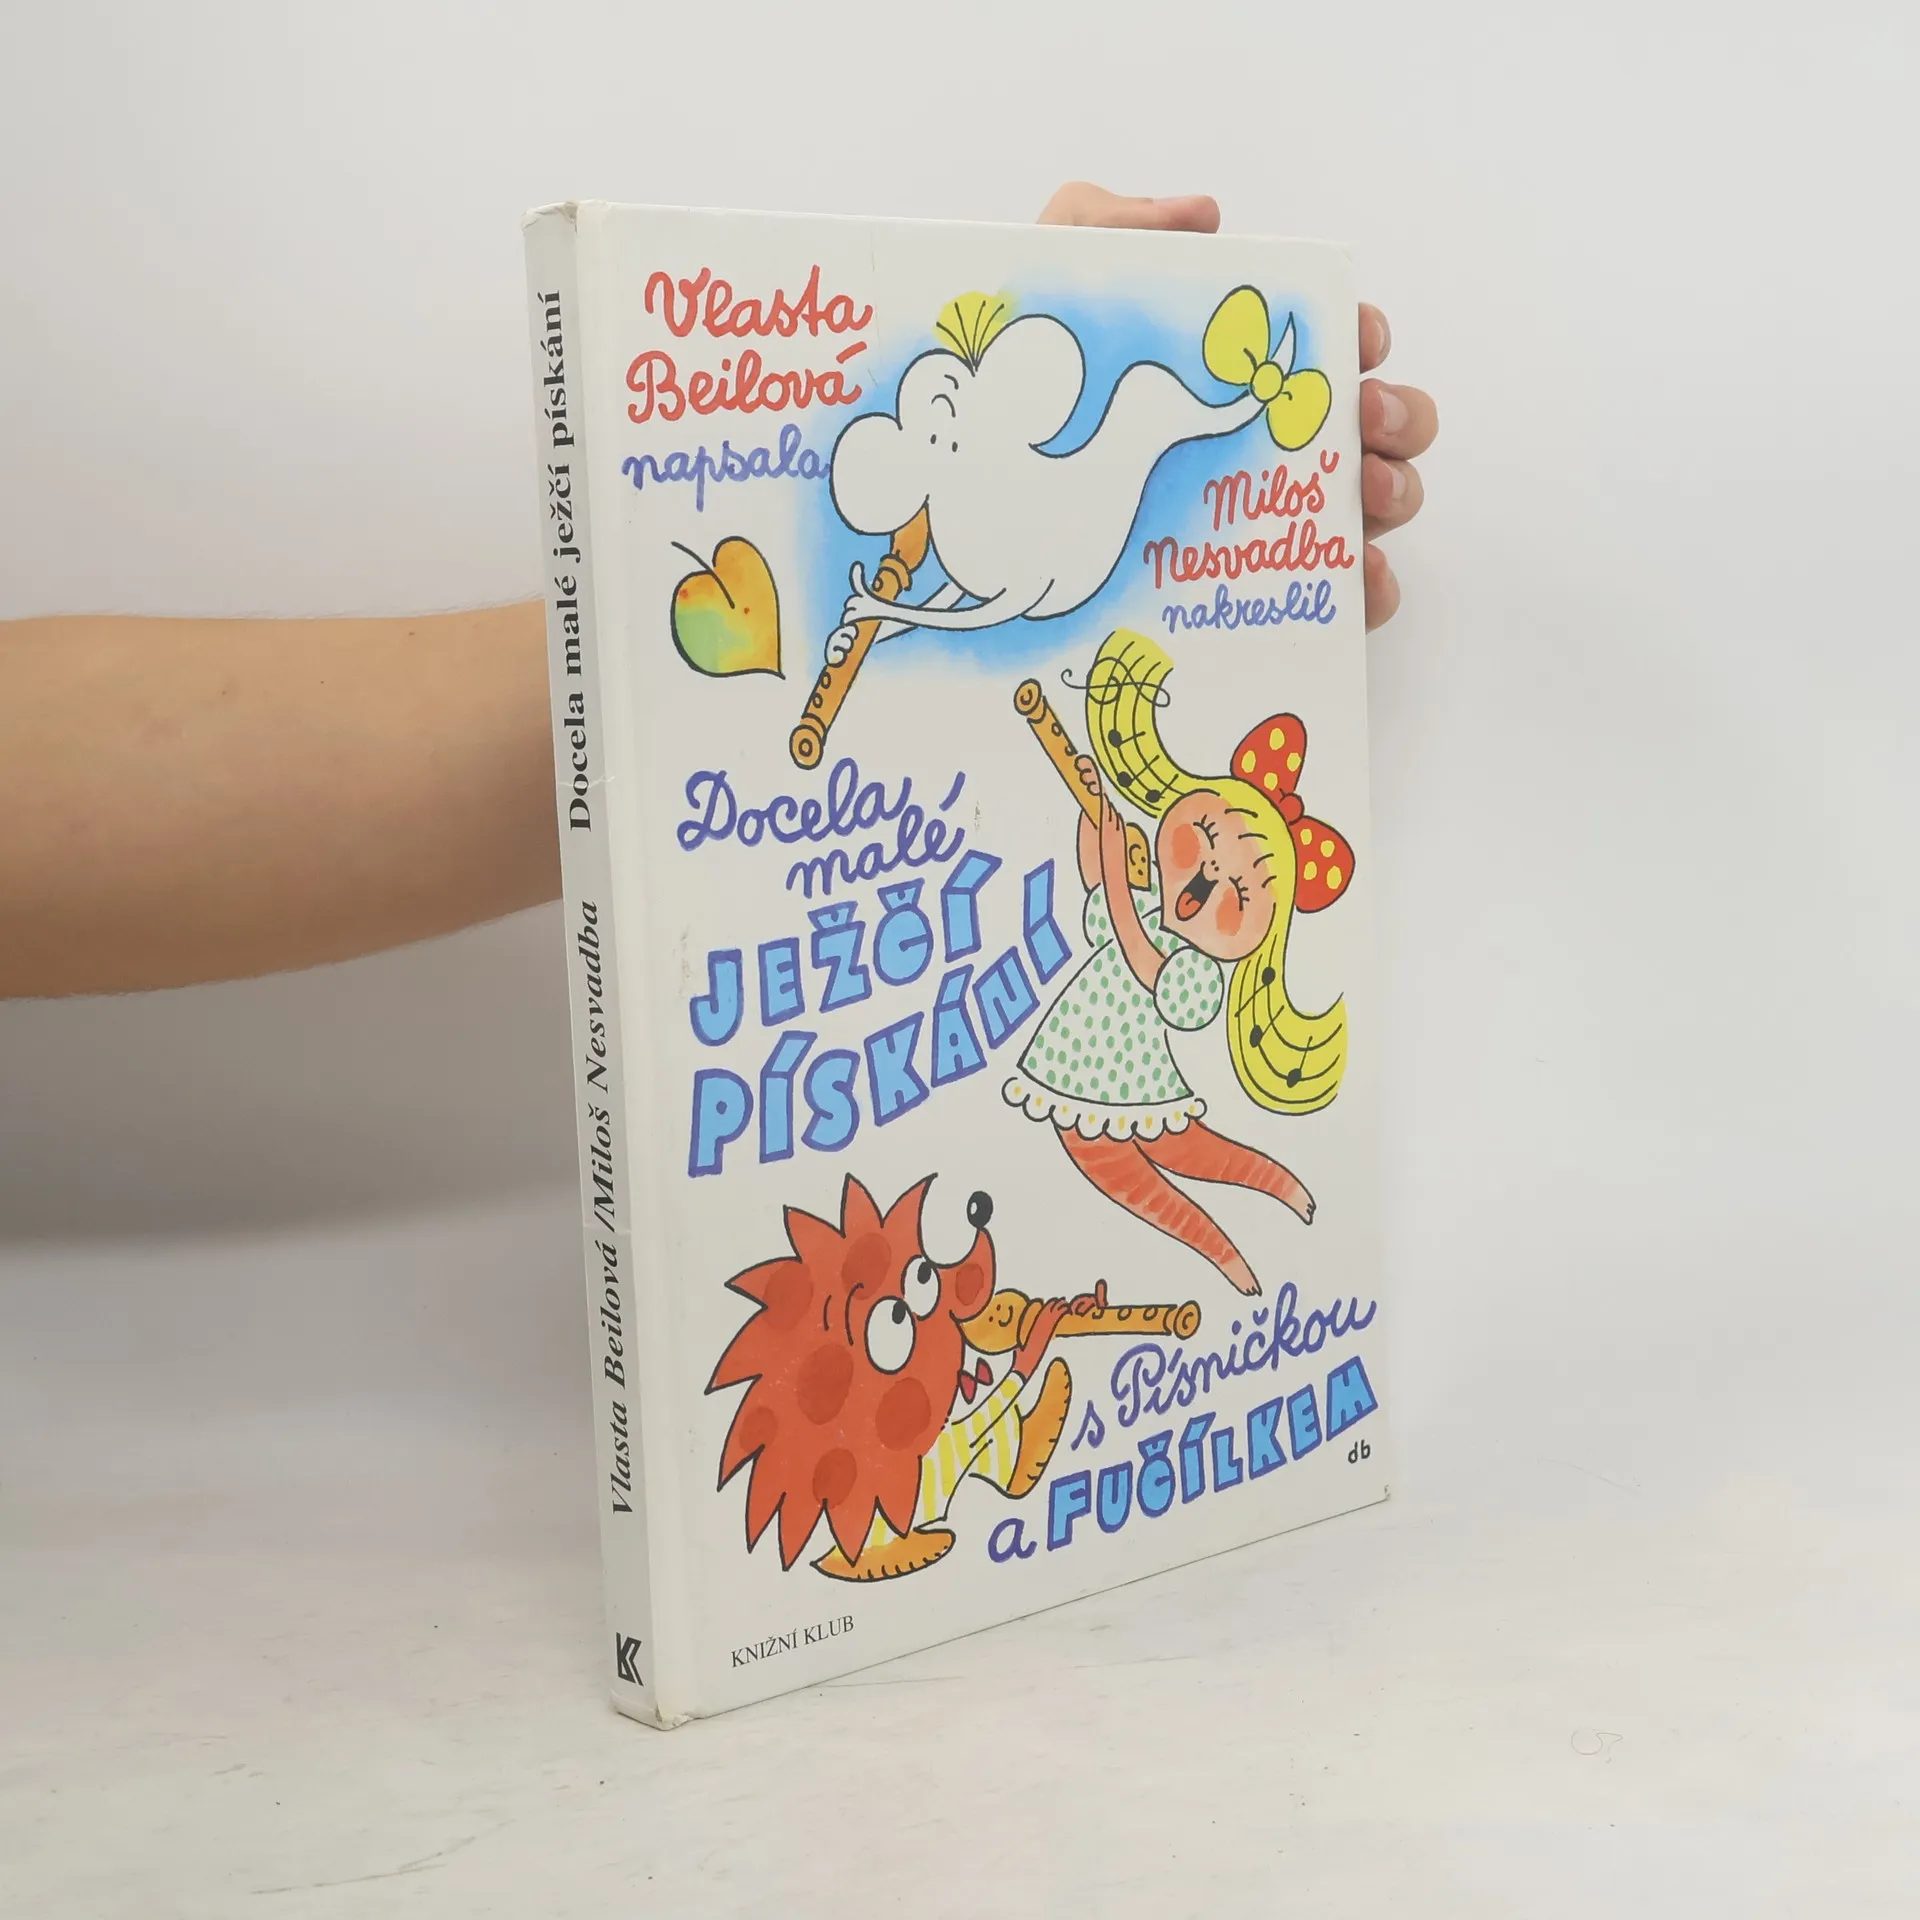 Vlasta
Beilová
napsala
Miloš
Nesvadba
nakreslil
Docela
malé
JEŽČÍ
PÍSKÁNÍ
s Písničkou
a FUČÍLKEM
db
KNIŽNÍ KLUB
Vlasta Beilová /Miloš Nesvadba Docela malé ježčí pískání